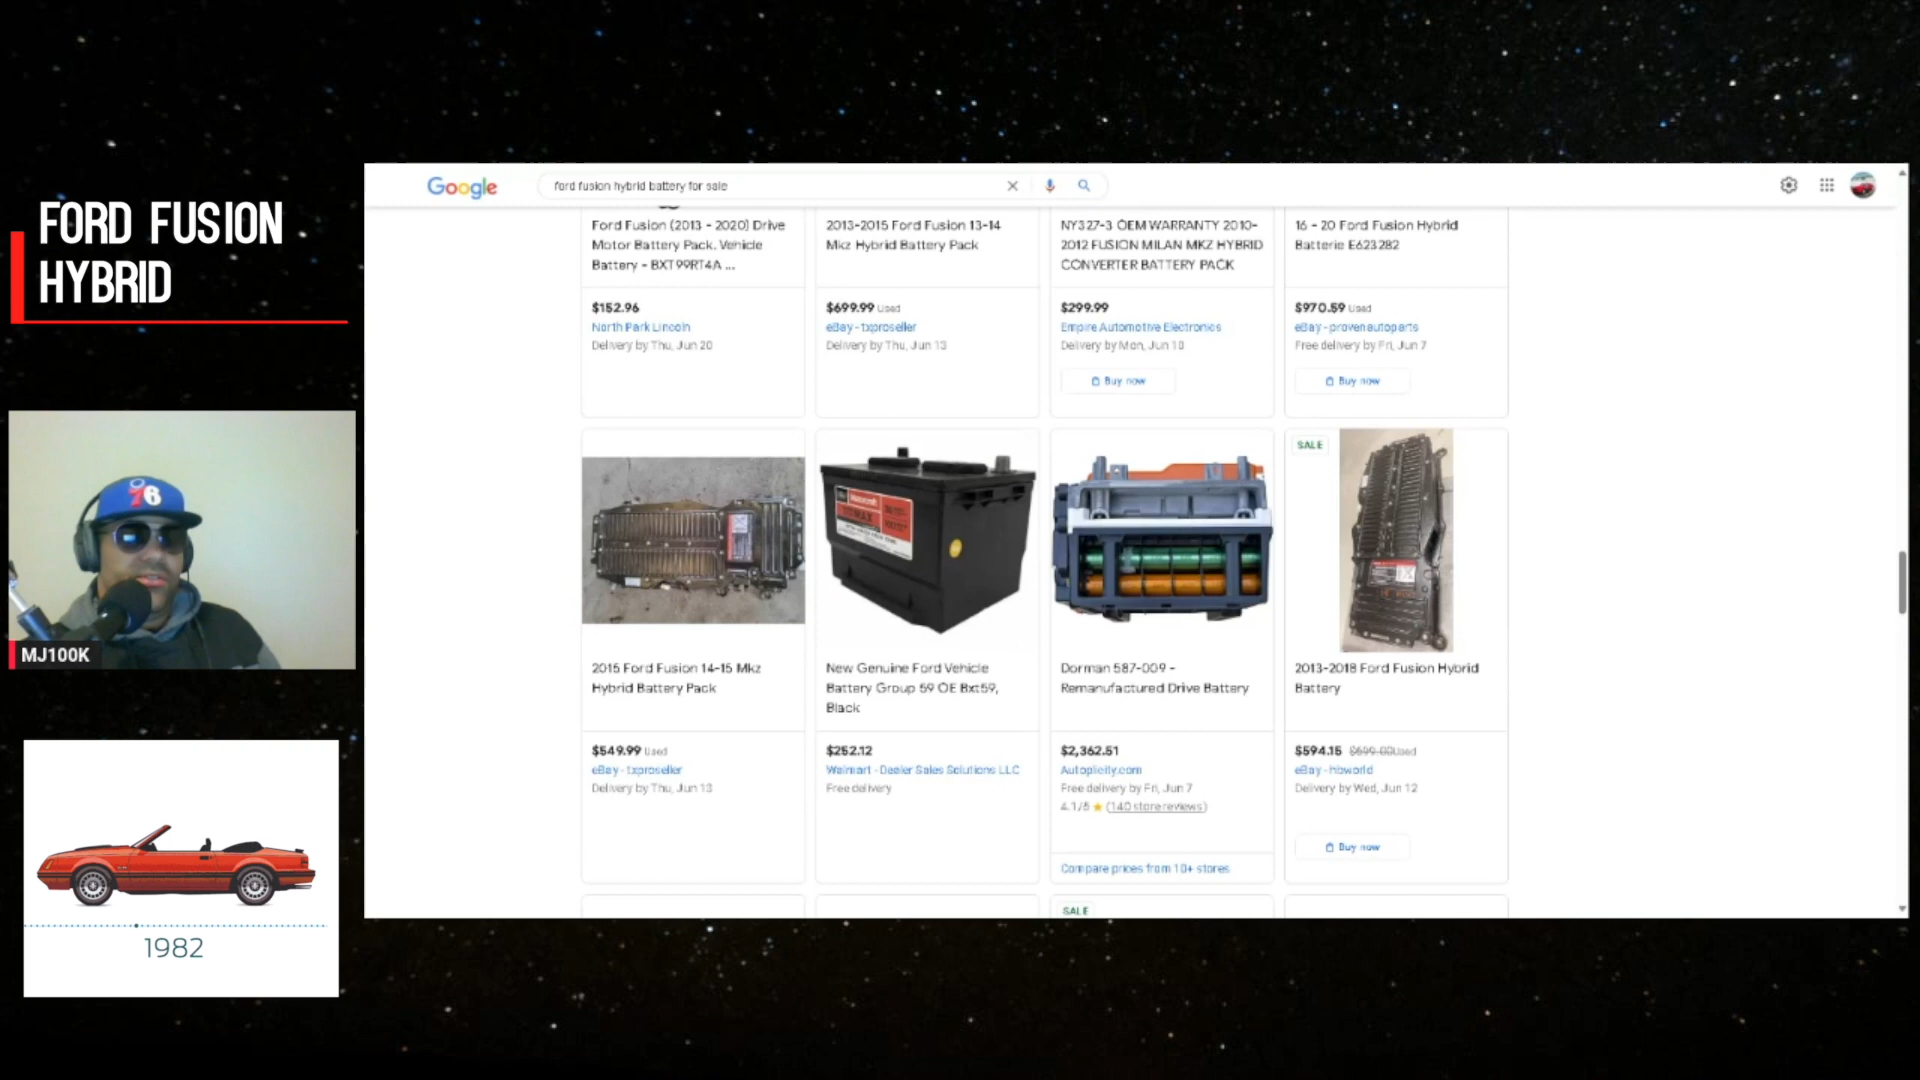 FORD FUSION
HYBRID
Google
ford fusion hybrid battery for sale
Ford Fusion (2013 - 2020) Drive
Motor Battery Pack. Vehicle
Battery - BXT99RT4A ...
$152.96
North Park Lincoln
Delivery by Thu, Jun 20
2013-2015 Ford Fusion 13-14
Mkz Hybrid Battery Pack
$699.99 Used
eBay - txproseller
Delivery by Thu, Jun 13
NY327-3 OEM WARRANTY 2010-
2012 FUSION MILAN MKZ HYBRID
CONVERTER BATTERY PACK
$299.99
Empire Automotive Electronics
Delivery by Mon, Jun 10
Buy now
16 - 20 Ford Fusion Hybrid
Batterie E623282
$970.59 Used
eBay - provenautoparts
Free delivery by Fri, Jun 7
Buy now
2015 Ford Fusion 14-15 Mkz
Hybrid Battery Pack
$549.99 Used
eBay - txproseller
Delivery by Thu, Jun 13
New Genuine Ford Vehicle
Battery Group 59 OE Bxt59,
Black
$252.12
Walmart - Dealer Sales Solutions LLC
Free delivery
Dorman 587-009 -
Remanufactured Drive Battery
$2,362.51
Autoplicity.com
Free delivery by Fri, Jun 7
4.1/5 ★ (140 store reviews)
Compare prices from 10+ stores
SALE
2013-2018 Ford Fusion Hybrid
Battery
$594.15 $699.00 Used
eBay - hbworld
Delivery by Wed, Jun 12
Buy now
SALE
76
MJ100K
1982